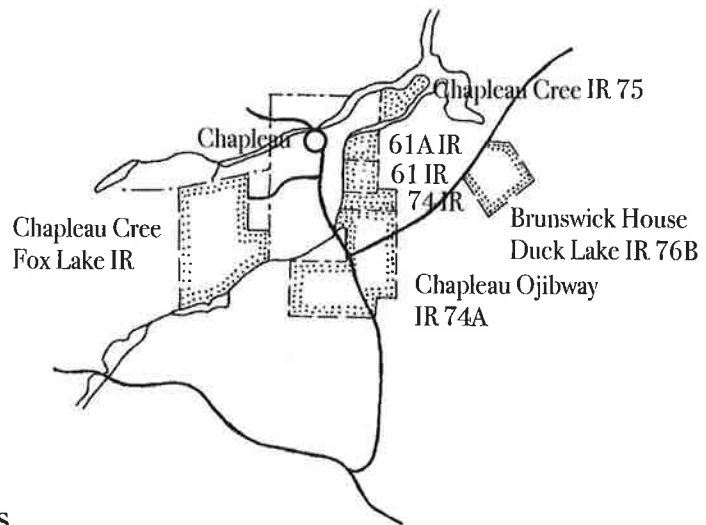 Chapleau Cree IR 75
Chapleau
61A IR
61 IR
74 IR
Chapleau Cree
Fox Lake IR
Brunswick House
Duck Lake IR 76B
Chapleau Ojibway
IR 74A
s